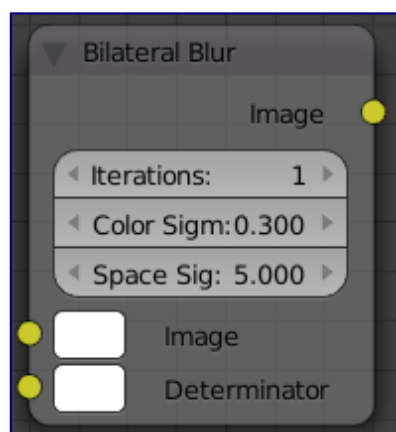 Bilateral Blur
Image
Iterations: 1
Color Sigm: 0.300
Space Sig: 5.000
Image
Determinator